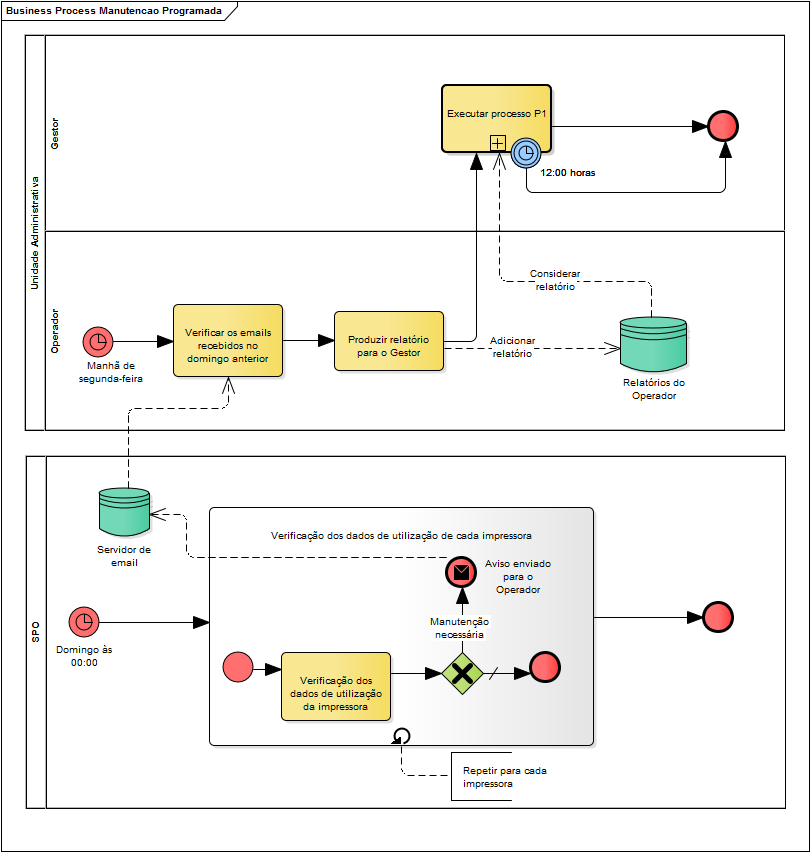 Business Process Manutencao Programada
Unidade Administrativa
Gestor
Executar processo P1
12:00 horas
Operador
Manhã de
segunda-feira
Verificar os emails
recebidos no
domingo anterior
Produzir relatório
para o Gestor
Considerar
relatório
Adicionar
relatório
Relatórios do
Operador
SPO
Servidor de
email
Domingo às
00:00
Verificação dos dados de utilização de cada impressora
Aviso enviado
para o
Operador
Manutenção
necessária
Verificação dos
dados de utilização
da impressora
Repetir para cada
impressora